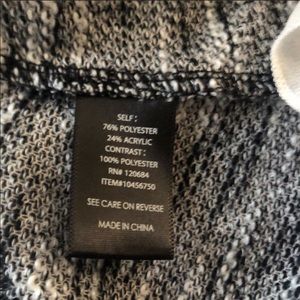 SELF :
76% POLYESTER
24% ACRYLIC
CONTRAST :
100% POLYESTER
RN# 120684
ITEM#10456750
SEE CARE ON REVERSE
MADE IN CHINA